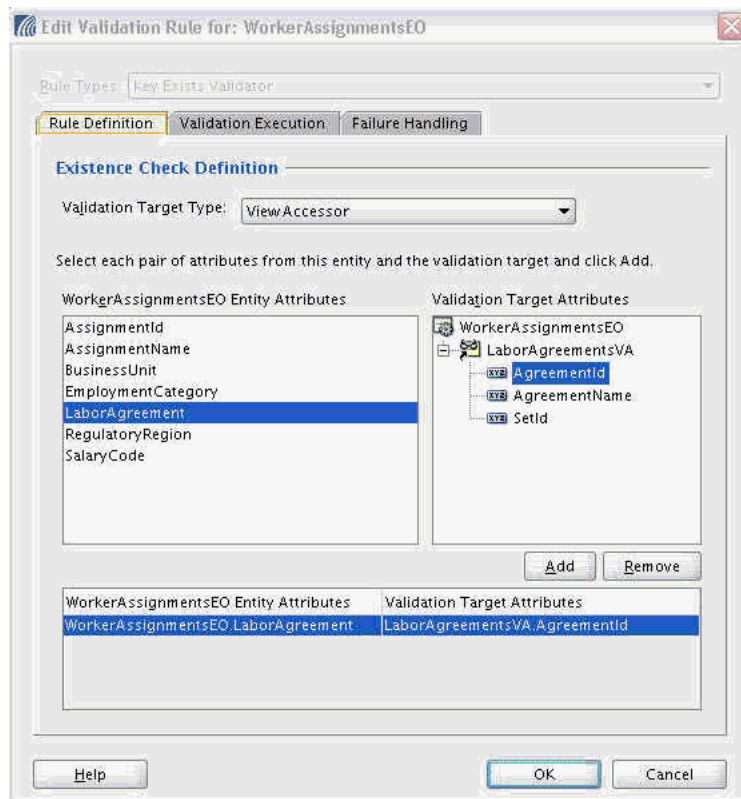 Edit Validation Rule for: WorkerAssignmentsEO
Rule Types: Key Exists Validator
Rule Definition Validation Execution Failure Handling
Existence Check Definition
Validation Target Type: ViewAccessor
Select each pair of attributes from this entity and the validation target and click Add.
WorkerAssignmentsEO Entity Attributes Validation Target Attributes
AssignmentId WorkerAssignmentsEO
AssignmentName LaborAgreementsVA
BusinessUnit XYZ AgreementId
EmploymentCategory XYZ AgreementName
LaborAgreement XYZ SetId
RegulatoryRegion
SalaryCode
Add Remove
WorkerAssignmentsEO Entity Attributes Validation Target Attributes
WorkerAssignmentsEO.LaborAgreement LaborAgreementsVA.AgreementId
Help OK Cancel